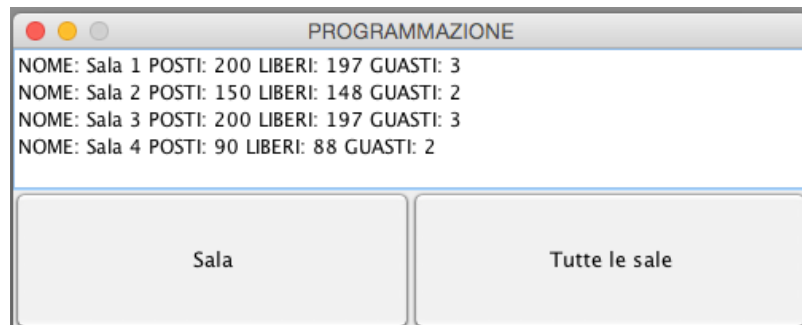 PROGRAMMAZIONE
NOME: Sala 1 POSTI: 200 LIBERI: 197 GUASTI: 3
NOME: Sala 2 POSTI: 150 LIBERI: 148 GUASTI: 2
NOME: Sala 3 POSTI: 200 LIBERI: 197 GUASTI: 3
NOME: Sala 4 POSTI: 90 LIBERI: 88 GUASTI: 2
Sala
Tutte le sale